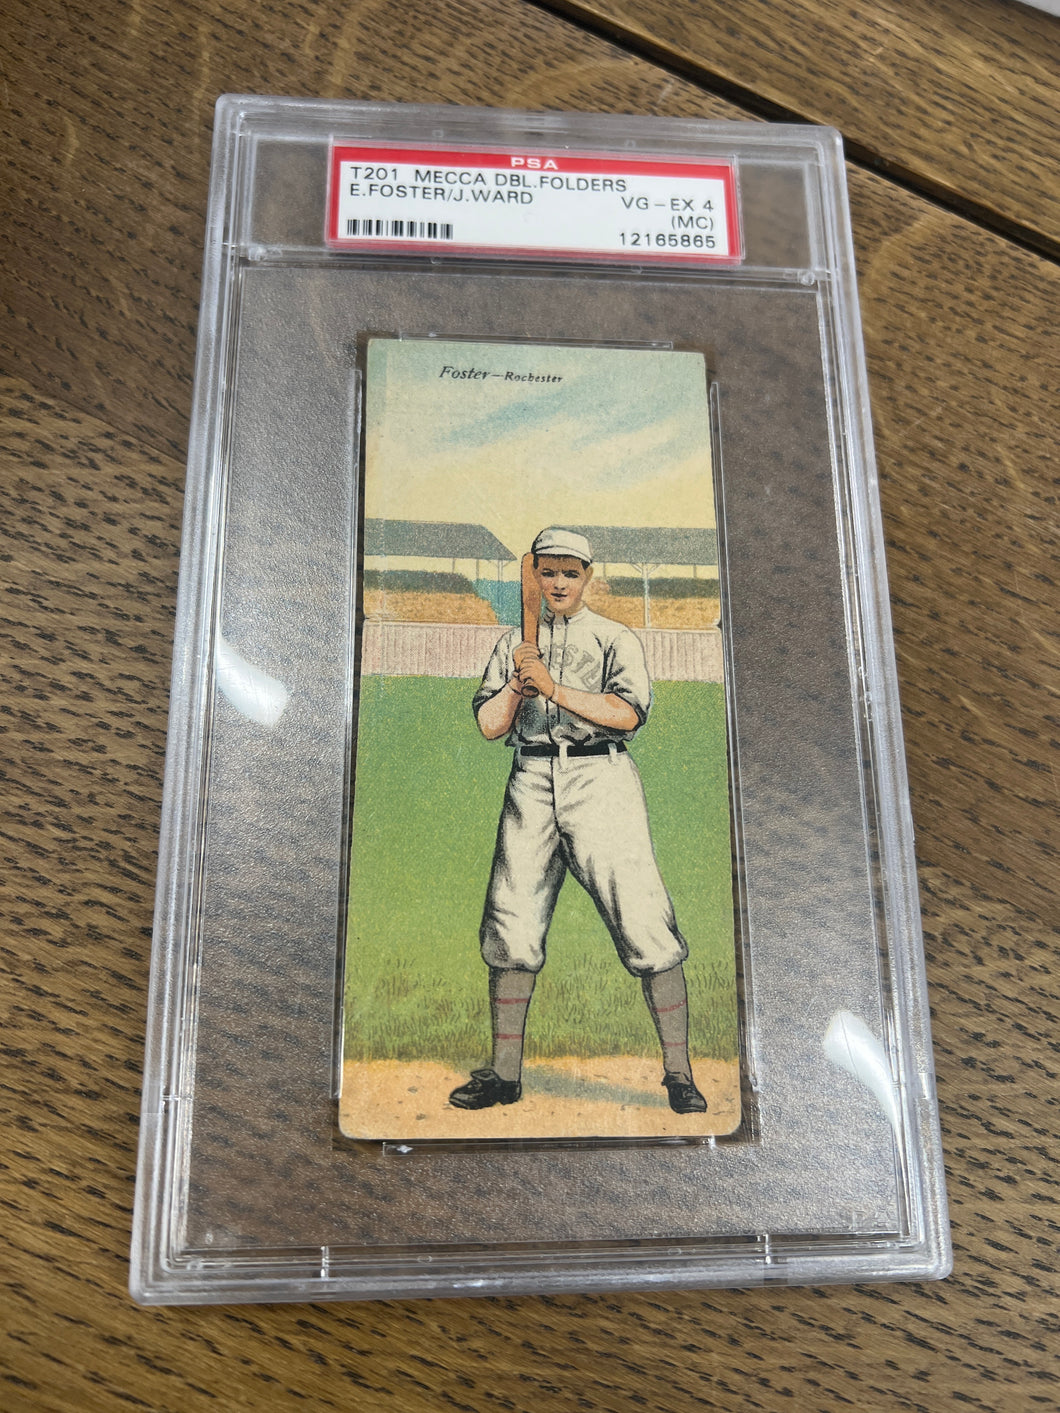 PSA
T201 MECCA DBL.FOLDERS
E.FOSTER/J.WARD VG-EX 4
(MC)
12165865
Foster—Rochester